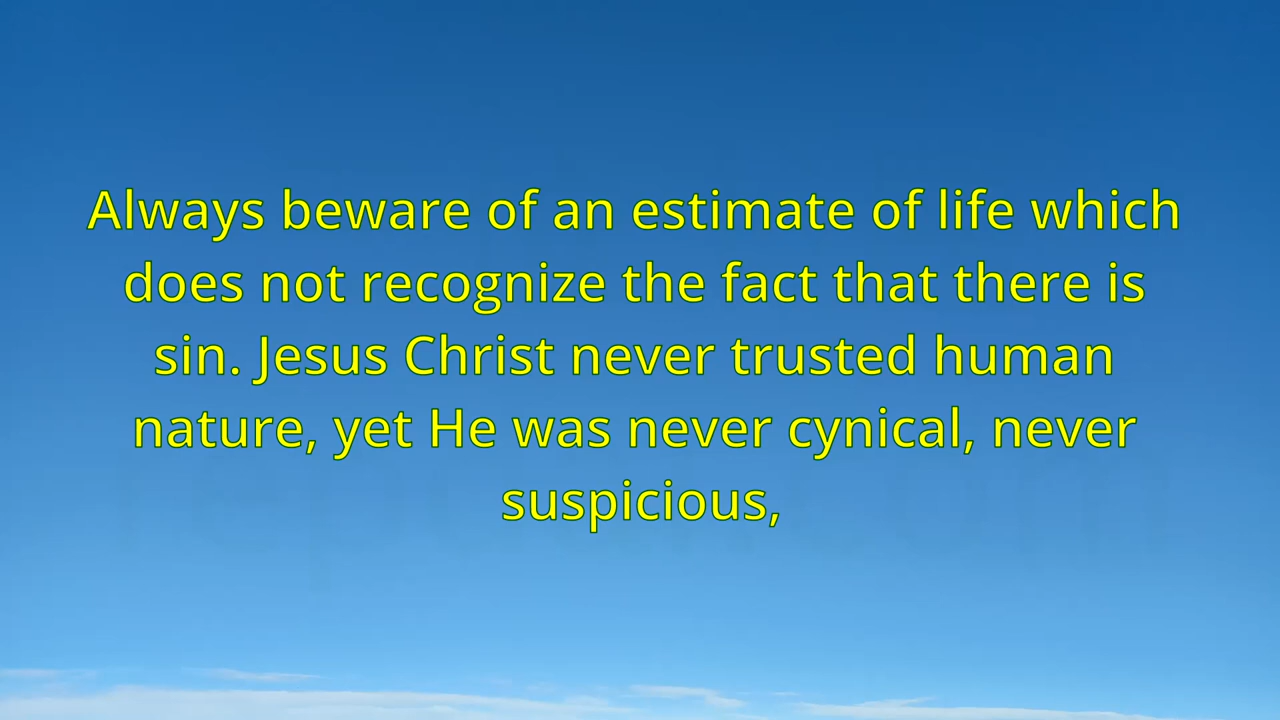 Always beware of an estimate of life which
does not recognize the fact that there is
sin. Jesus Christ never trusted human
nature, yet He was never cynical, never
suspicious,